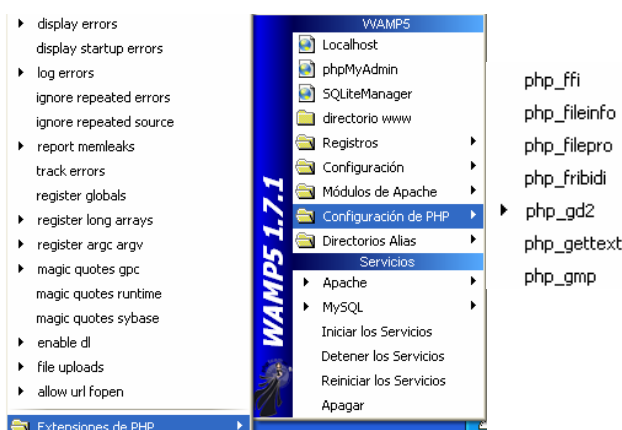 display errors
display startup errors
log errors
ignore repeated errors
ignore repeated source
report memleaks
track errors
register globals
register long arrays
register argc argv
magic quotes gpc
magic quotes runtime
magic quotes sybase
enable dl
file uploads
allow url fopen
Extensiones de PHP
WAMP5 1.7.1
WAMP5
Localhost
phpMyAdmin
SQLiteManager
directorio www
Registros
Configuración
Módulos de Apache
Configuración de PHP
Directorios Alias
Servicios
Apache
MySQL
Iniciar los Servicios
Detener los Servicios
Reiniciar los Servicios
Apagar
php_ffi
php_fileinfo
php_filepro
php_fribidi
php_gd2
php_gettext
php_gmp